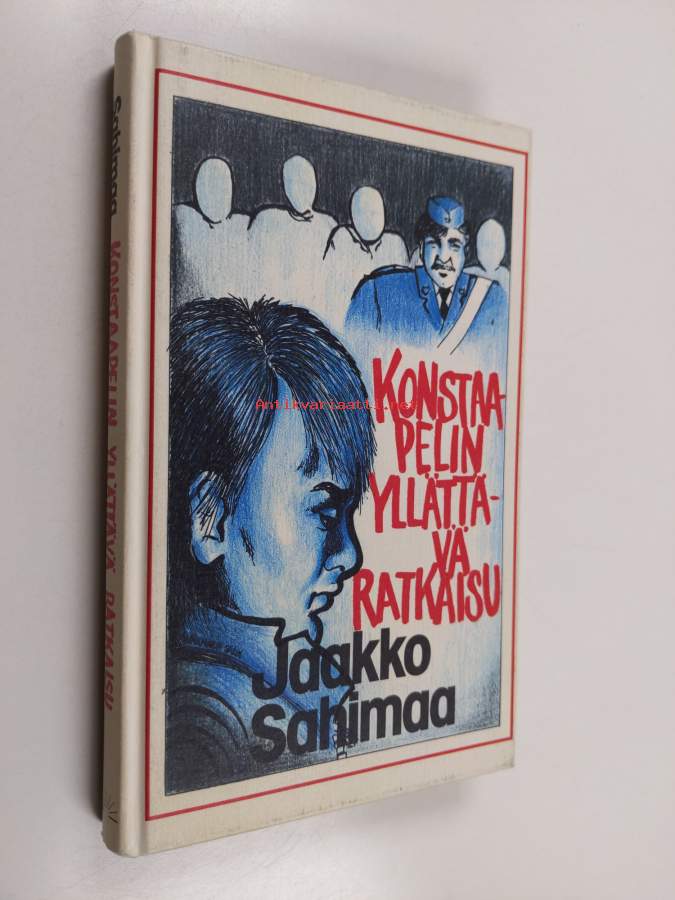 Sahimaa KONSTAAPELIN YLLÄTTÄVÄ RATKAISU
KONSTAA-
PELIN
YLLÄTTÄ-
VÄ
RATKAISU
Jaakko
Sahimaa
Antikvariaatti.net